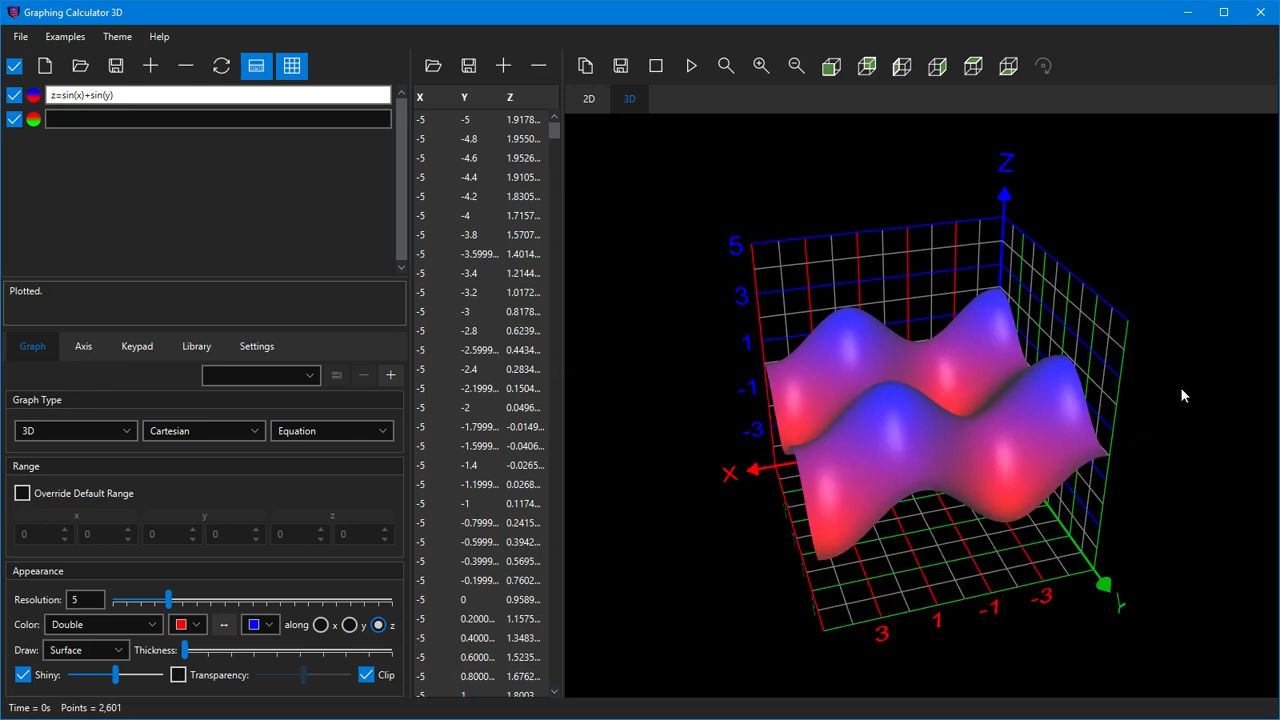 Graphing Calculator 3D
File Examples Theme Help
z=sin(x)+sin(y)
Plotted.
Graph Axis Keypad Library Settings
Graph Type
3D Cartesian Equation
Range
Override Default Range
x y z
0 0 0 0 0 0
Appearance
Resolution: 5
Color: Double ↔ along x y z
Draw: Surface Thickness:
Shiny: Transparency: Clip
Time = 0s Points = 2,601
X Y Z
-5 -5 1.9178...
-5 -4.8 1.9550...
-5 -4.6 1.9526...
-5 -4.4 1.9105...
-5 -4.2 1.8305...
-5 -4 1.7157...
-5 -3.8 1.5707...
-5 -3.5999... 1.4014...
-5 -3.4 1.2144...
-5 -3.2 1.0172...
-5 -3 0.8178...
-5 -2.8 0.6239...
-5 -2.5999... 0.4434...
-5 -2.4 0.2834...
-5 -2.1999... 0.1504...
-5 -2 0.0496...
-5 -1.7999... -0.0149...
-5 -1.5999... -0.0406...
-5 -1.4 -0.0265...
-5 -1.1999... 0.0268...
-5 -1 0.1174...
-5 -0.7999... 0.2415...
-5 -0.5999... 0.3942...
-5 -0.3999... 0.5695...
-5 -0.1999... 0.7602...
-5 0 0.9589...
-5 0.2000... 1.1575...
-5 0.4000... 1.3483...
-5 0.6000... 1.5235...
-5 0.8000... 1.6762...
-5 1 1.8003...
2D 3D
Z
5
3
1
-1
-3
X
3 1 -1 -3
Y